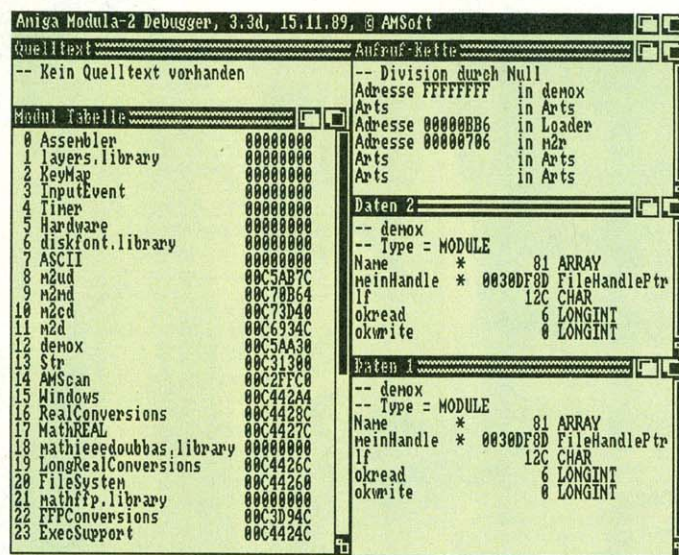 Amiga Modula-2 Debugger, 3.3d, 15.11.89, © AMSoft
Quelltext
-- Kein Quelltext vorhanden
Modul Tabelle
0 Assembler 00000000
1 layers.library 00000000
2 KeyMap 00000000
3 InputEvent 00000000
4 Timer 00000000
5 Hardware 00000000
6 diskfont.library 00000000
7 ASCII 00000000
8 m2ud 00C5AB7C
9 m2md 00C70B64
10 m2cd 00C73D40
11 m2d 00C6934C
12 demox 00C5AA30
13 Str 00C31300
14 AMScan 00C2FFC0
15 Windows 00C442A4
16 RealConversions 00C4428C
17 MathREAL 00C4427C
18 mathieeedoubbas.library 00000000
19 LongRealConversions 00C4426C
20 FileSystem 00C44260
21 mathffp.library 00000000
22 FFPConversions 00C3D94C
23 ExecSupport 00C4424C
Aufruf-Kette
-- Division durch Null
Adresse FFFFFFFF in demox
Arts in Arts
Adresse 00000BB6 in Loader
Adresse 00000706 in m2r
Arts in Arts
Arts in Arts
Daten 2
-- demox
-- Type = MODULE
Name * 81 ARRAY
meinHandle * 0030DF8D FileHandlePtr
lf 12C CHAR
okread 6 LONGINT
okwrite 0 LONGINT
Daten 1
-- demox
-- Type = MODULE
Name * 81 ARRAY
meinHandle * 0030DF8D FileHandlePtr
lf 12C CHAR
okread 6 LONGINT
okwrite 0 LONGINT